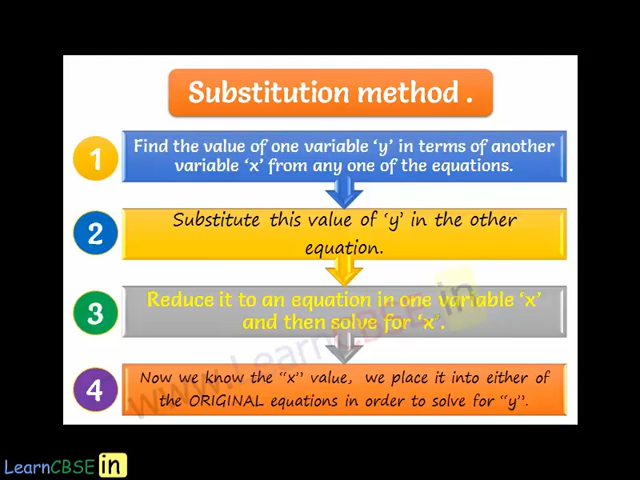 Substitution method .
1
Find the value of one variable ‘y’ in terms of another
variable ‘x’ from any one of the equations.
2
Substitute this value of ‘y’ in the other
equation.
3
Reduce it to an equation in one variable ‘x’
and then solve for ‘x’.
4
Now we know the “x” value, we place it into either of
the ORIGINAL equations in order to solve for “y”.
www.LearnCBSE.in
LearnCBSE in